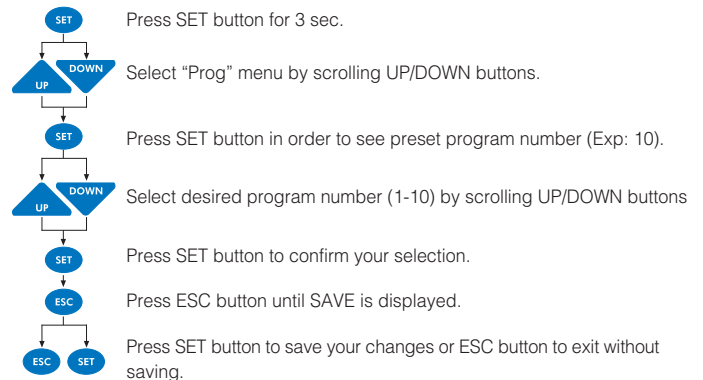 SET Press SET button for 3 sec.
UP DOWN Select “Prog” menu by scrolling UP/DOWN buttons.
SET Press SET button in order to see preset program number (Exp: 10).
UP DOWN Select desired program number (1-10) by scrolling UP/DOWN buttons
SET Press SET button to confirm your selection.
ESC Press ESC button until SAVE is displayed.
ESC SET Press SET button to save your changes or ESC button to exit without
saving.